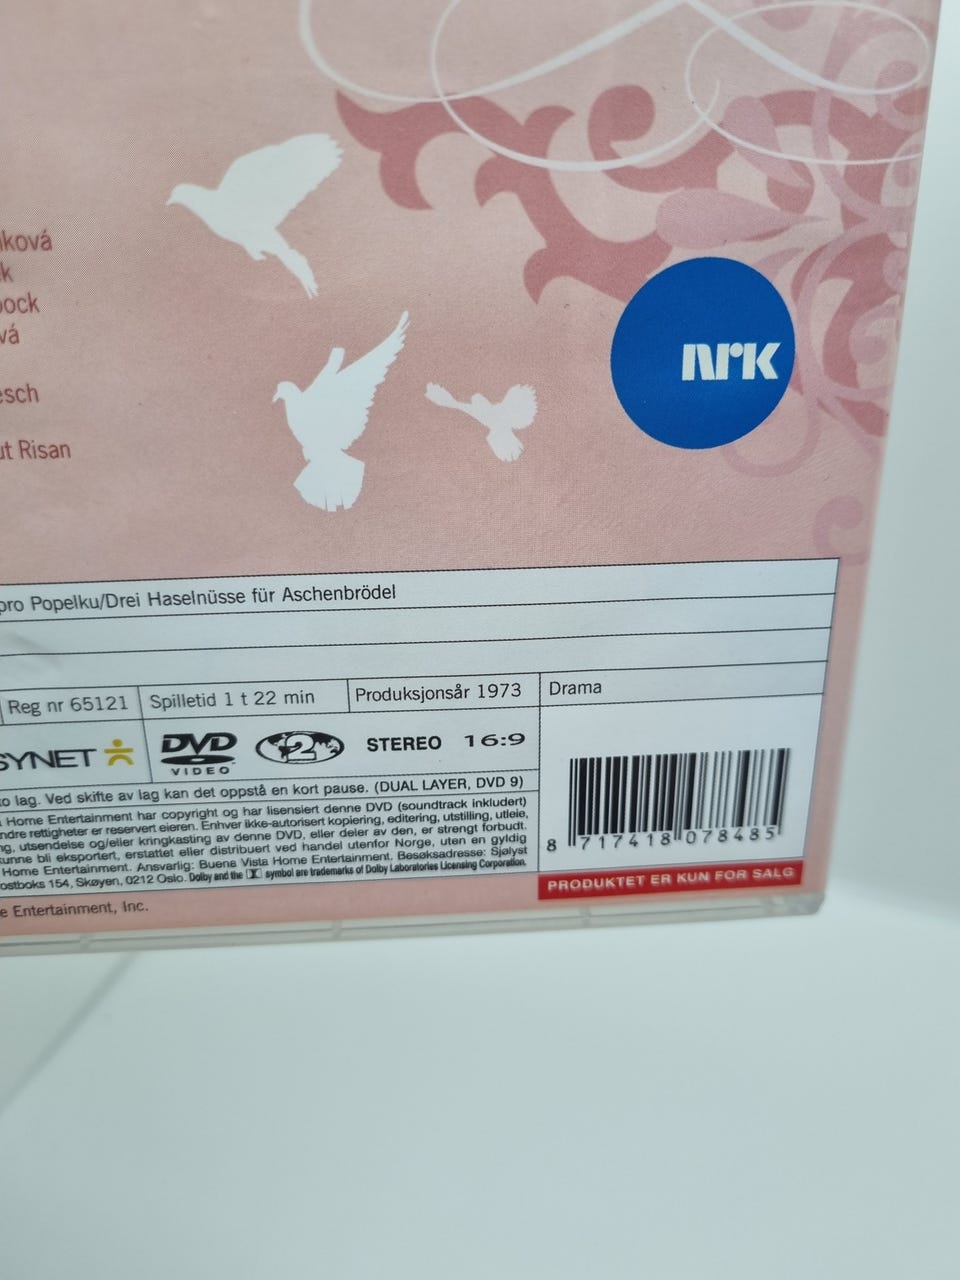 ková
k
ock
vá
esch
ut Risan
NRK
pro Popelku/Drei Haselnüsse für Aschenbrödel
Reg nr 65121 Spilletid 1 t 22 min Produksjonsår 1973 Drama
SYNET DVD VIDEO 2 STEREO 16:9
o lag. Ved skifte av lag kan det oppstå en kort pause. (DUAL LAYER, DVD 9)
Home Entertainment har copyright og har lisensiert denne DVD (soundtrack inkludert)
ndre rettigheter er reservert eieren. Enhver ikke-autorisert kopiering, editering, utstilling, utleie,
ng, utsendelse og/eller kringkasting av denne DVD, eller deler av den, er strengt forbudt.
unne bli eksportert, erstattet eller distribuert ved handel utenfor Norge, uten en gyldig
Home Entertainment. Ansvarlig: Buena Vista Home Entertainment. Besøksadresse: Sjølyst
ostboks 154, Skøyen, 0212 Oslo. Dolby and the symbol are trademarks of Dolby Laboratories Licensing Corporation.
8 717418 078485
PRODUKTET ER KUN FOR SALG
e Entertainment, Inc.